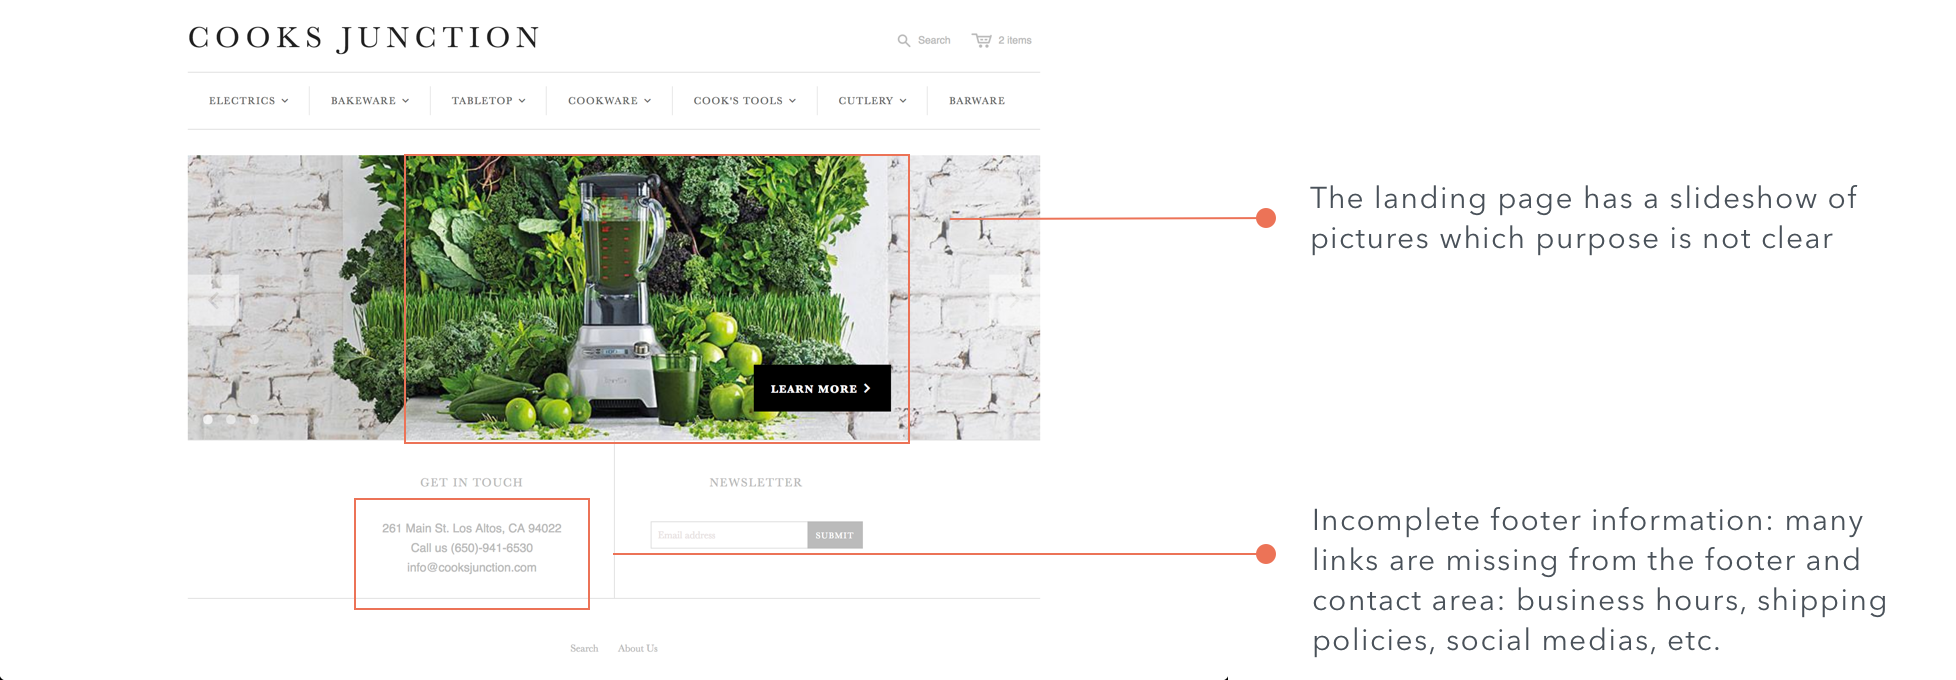 COOKS JUNCTION
Search 2 items
ELECTRICS BAKEWARE TABLETOP COOKWARE COOK'S TOOLS CUTLERY BARWARE
LEARN MORE
The landing page has a slideshow of
pictures which purpose is not clear
GET IN TOUCH
261 Main St. Los Altos, CA 94022
Call us (650)-941-6530
info@cooksjunction.com
NEWSLETTER
Email address SUBMIT
Incomplete footer information: many
links are missing from the footer and
contact area: business hours, shipping
policies, social medias, etc.
Search About Us